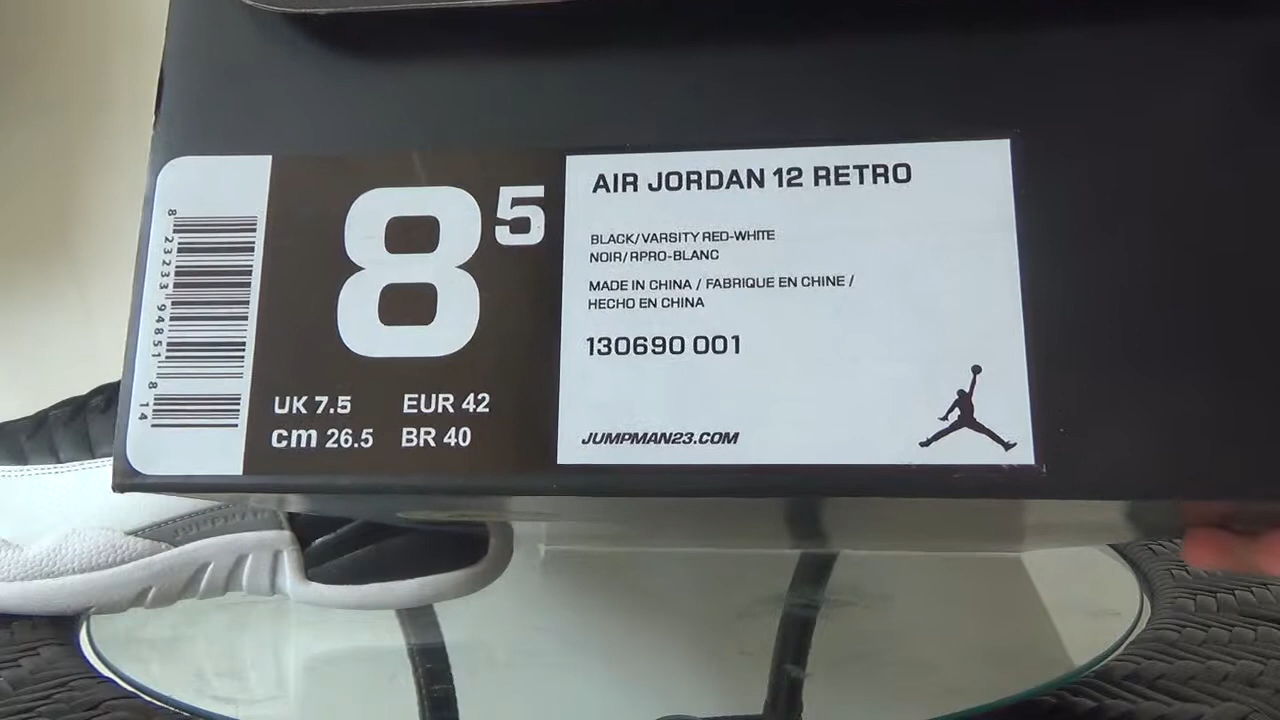 8 23233 94851 8 14
8 5
UK 7.5 EUR 42
cm 26.5 BR 40
AIR JORDAN 12 RETRO
BLACK/VARSITY RED-WHITE
NOIR/RPRO-BLANC
MADE IN CHINA / FABRIQUE EN CHINE /
HECHO EN CHINA
130690 001
JUMPMAN23.COM
JUMPMAN